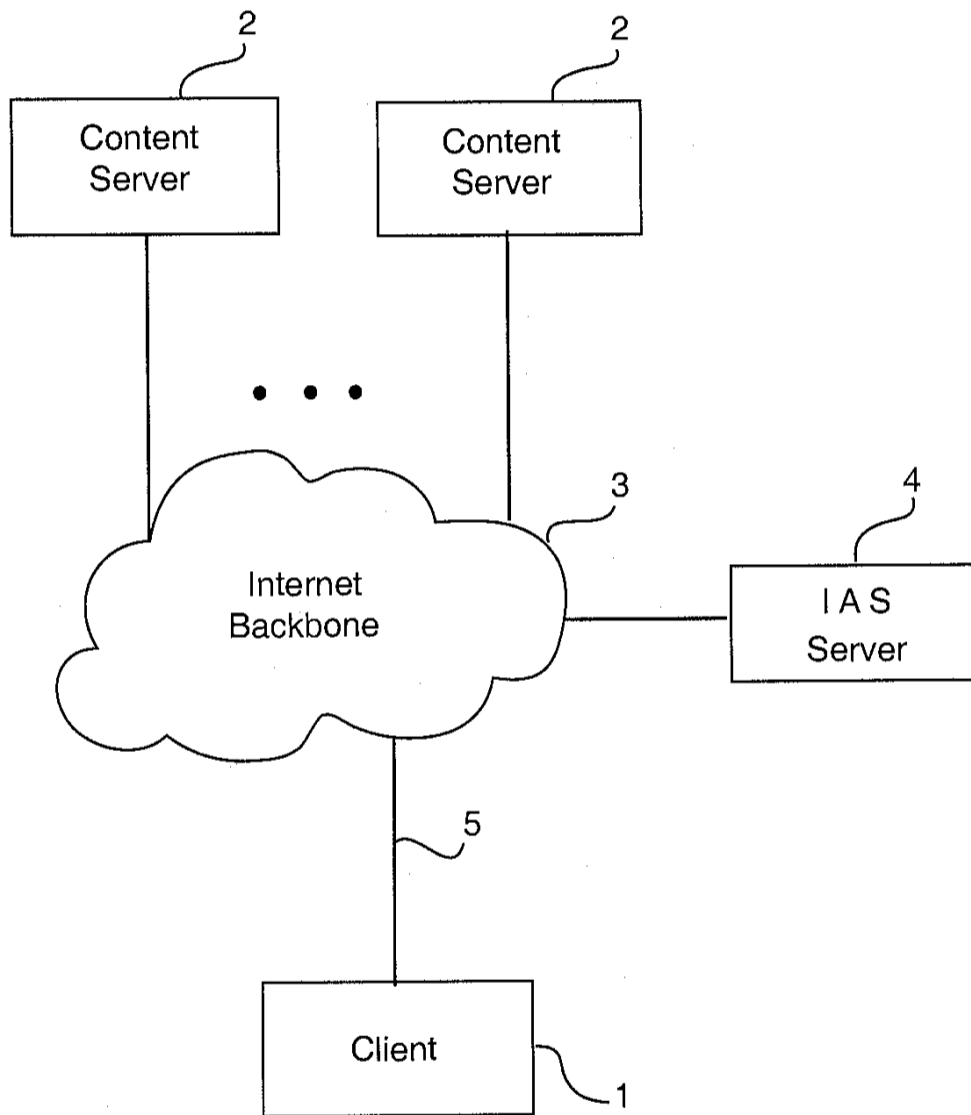 2
2
Content
Server
Content
Server
3
4
Internet
Backbone
I A S
Server
5
Client
1